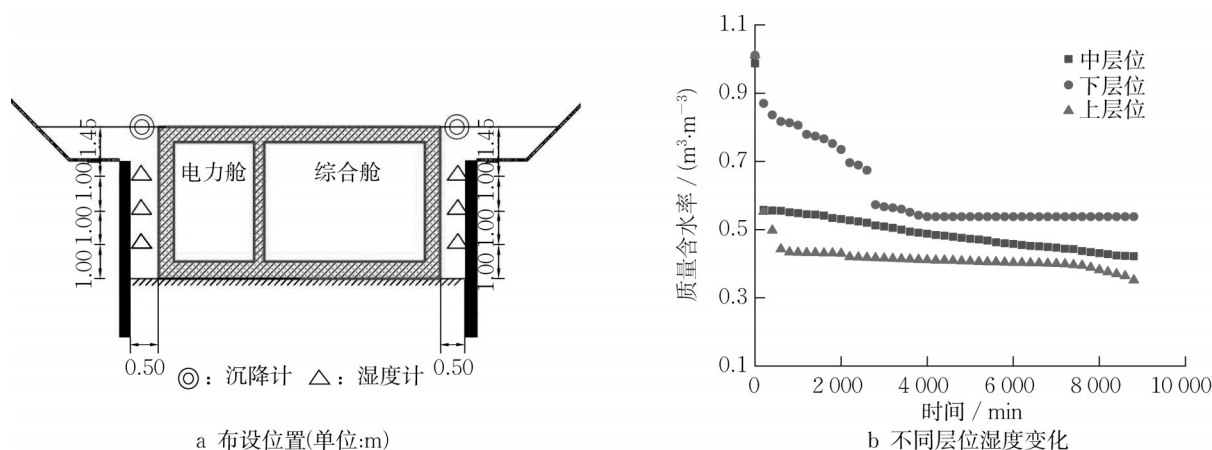 1.45
1.00
1.00
1.00
电力舱
综合舱
1.45
1.00
1.00
1.00
0.50
0.50
◎：沉降计 △：湿度计
a 布设位置(单位:m)
1.1
0.9
0.7
0.5
0.3
0.1
质量含水率 / (m³·m⁻³)
中层位
下层位
上层位
0 2 000 4 000 6 000 8 000 10 000
时间 / min
b 不同层位湿度变化